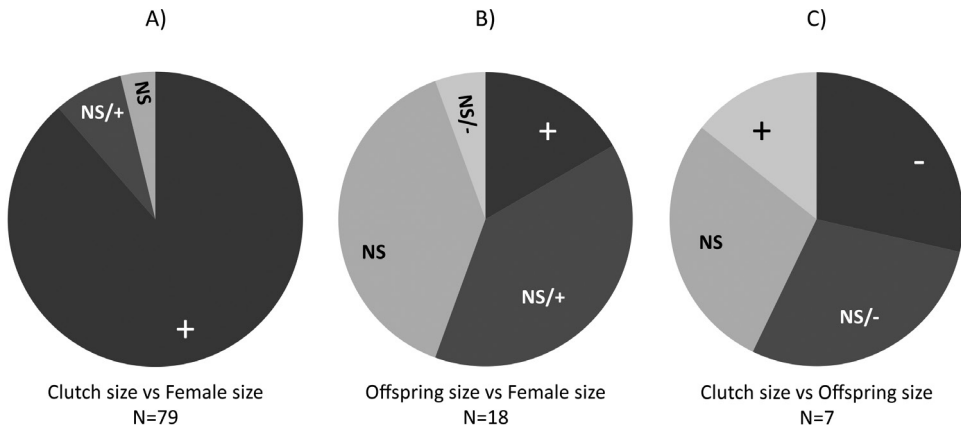 A)
NS/+
NS
+
Clutch size vs Female size
N=79
B)
NS/-
+
NS
NS/+
Offspring size vs Female size
N=18
C)
+
-
NS
NS/-
Clutch size vs Offspring size
N=7